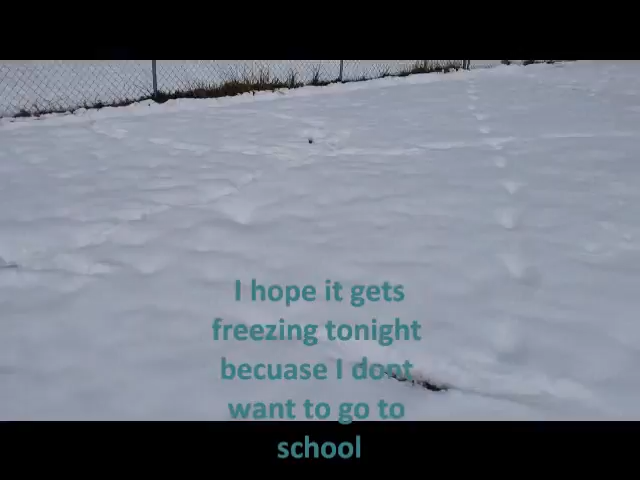 I hope it gets
freezing tonight
becuase I dont
want to go to
school